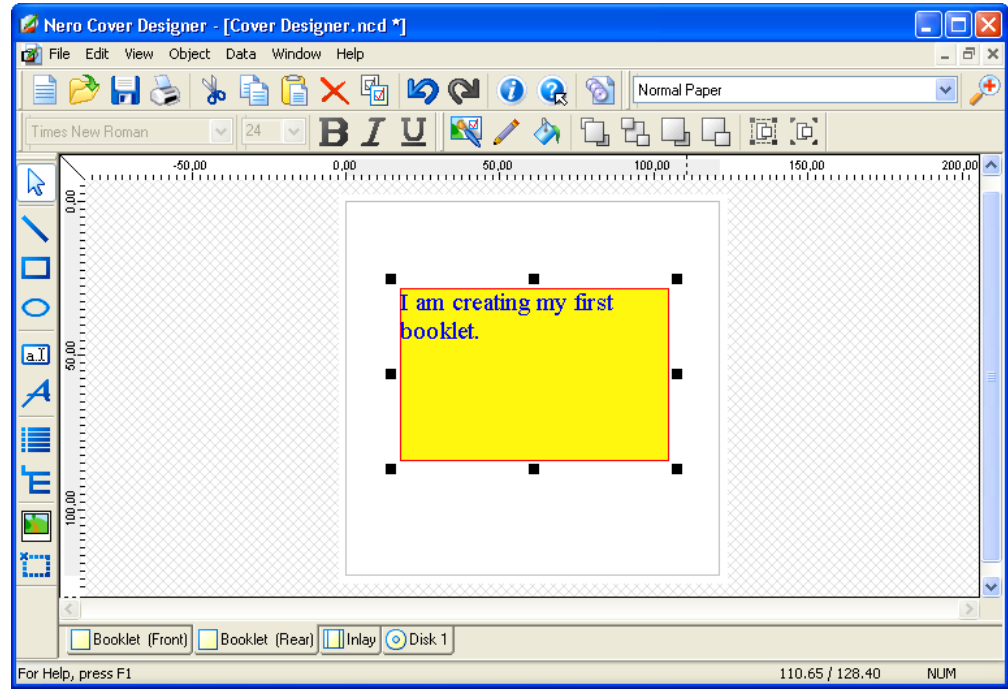 Nero Cover Designer - [Cover Designer.ncd *]
File Edit View Object Data Window Help
Normal Paper
Times New Roman 24 B I U
-50,00 0,00 50,00 100,00 150,00 200,00
0,00
50,00
100,00
a
A
E
I am creating my first
booklet.
Booklet (Front) Booklet (Rear) Inlay Disk 1
For Help, press F1 110.65 / 128.40 NUM